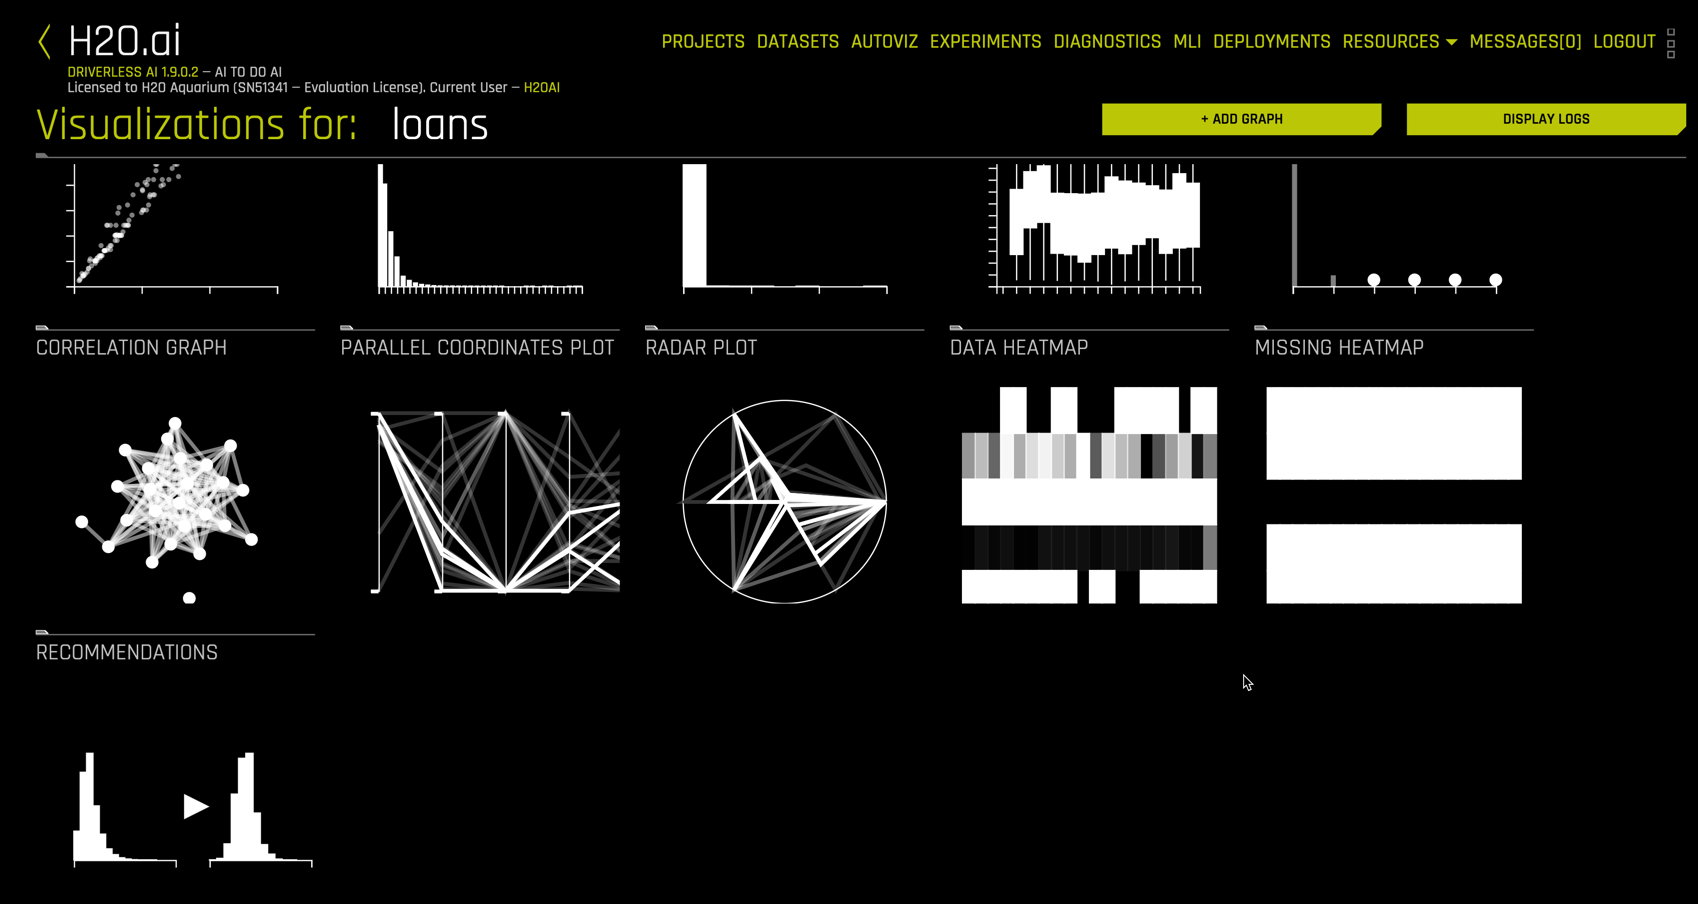 H2O.ai
PROJECTS DATASETS AUTOVIZ EXPERIMENTS DIAGNOSTICS MLI DEPLOYMENTS RESOURCES MESSAGES[0] LOGOUT
DRIVERLESS AI 1.9.0.2 – AI TO DO AI
Licensed to H2O Aquarium (SN51341 – Evaluation License). Current User – H2OAI
Visualizations for: loans
+ ADD GRAPH
DISPLAY LOGS
CORRELATION GRAPH
PARALLEL COORDINATES PLOT
RADAR PLOT
DATA HEATMAP
MISSING HEATMAP
RECOMMENDATIONS